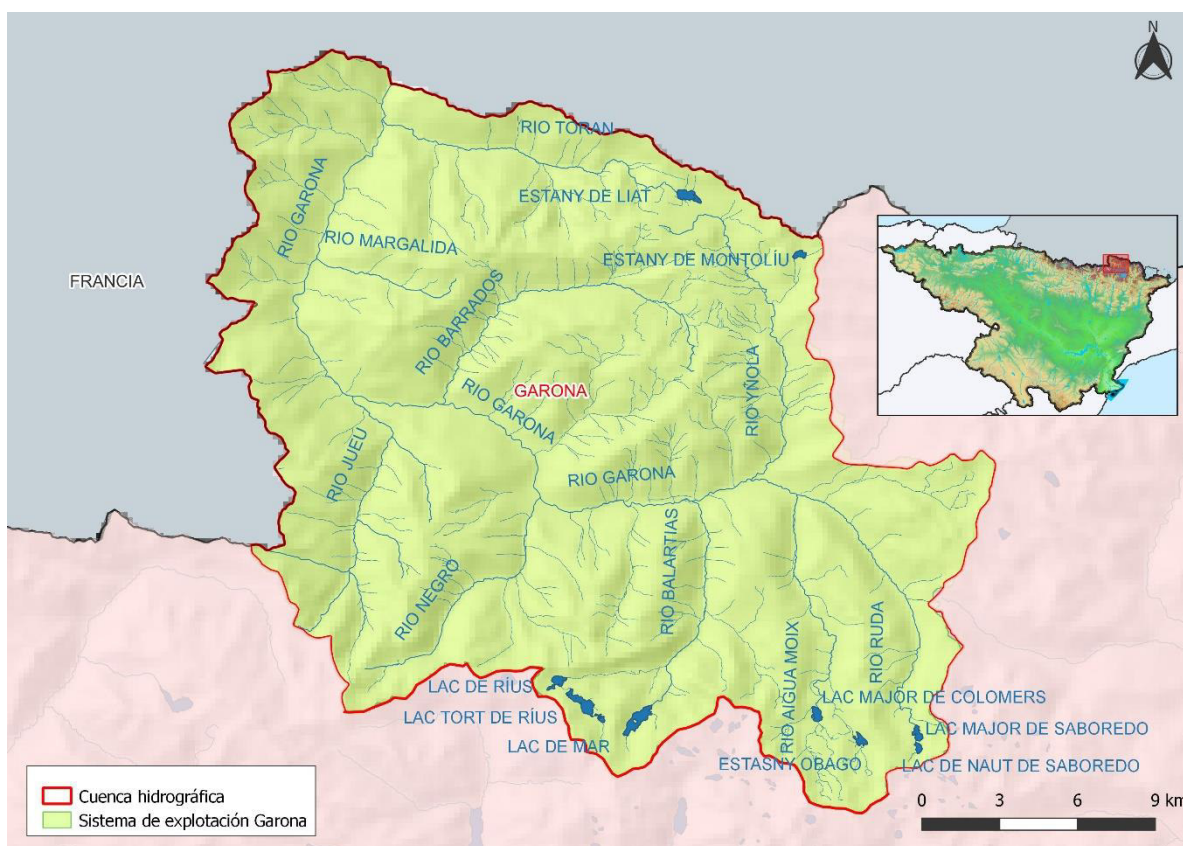 N
RIO TORAN
RIO GARONA
ESTANY DE LIAT
RIO MARGALIDA
ESTANY DE MONTOLÍU
FRANCIA
RIO BARRADOS
RIO YÑOLA
GARONA
RIO GARONA
RIO JUEU
RIO GARONA
RIO BALARTIAS
RIO NEGRO
RIO AIGUA MOIX
RIO RUDA
LAC DE RÍUS
LAC MAJOR DE COLOMERS
LAC TORT DE RÍUS
LAC MAJOR DE SABOREDO
LAC DE MAR
ESTASNY OBAGO
LAC DE NAUT DE SABOREDO
Cuenca hidrográfica
Sistema de explotación Garona
0 3 6 9 km